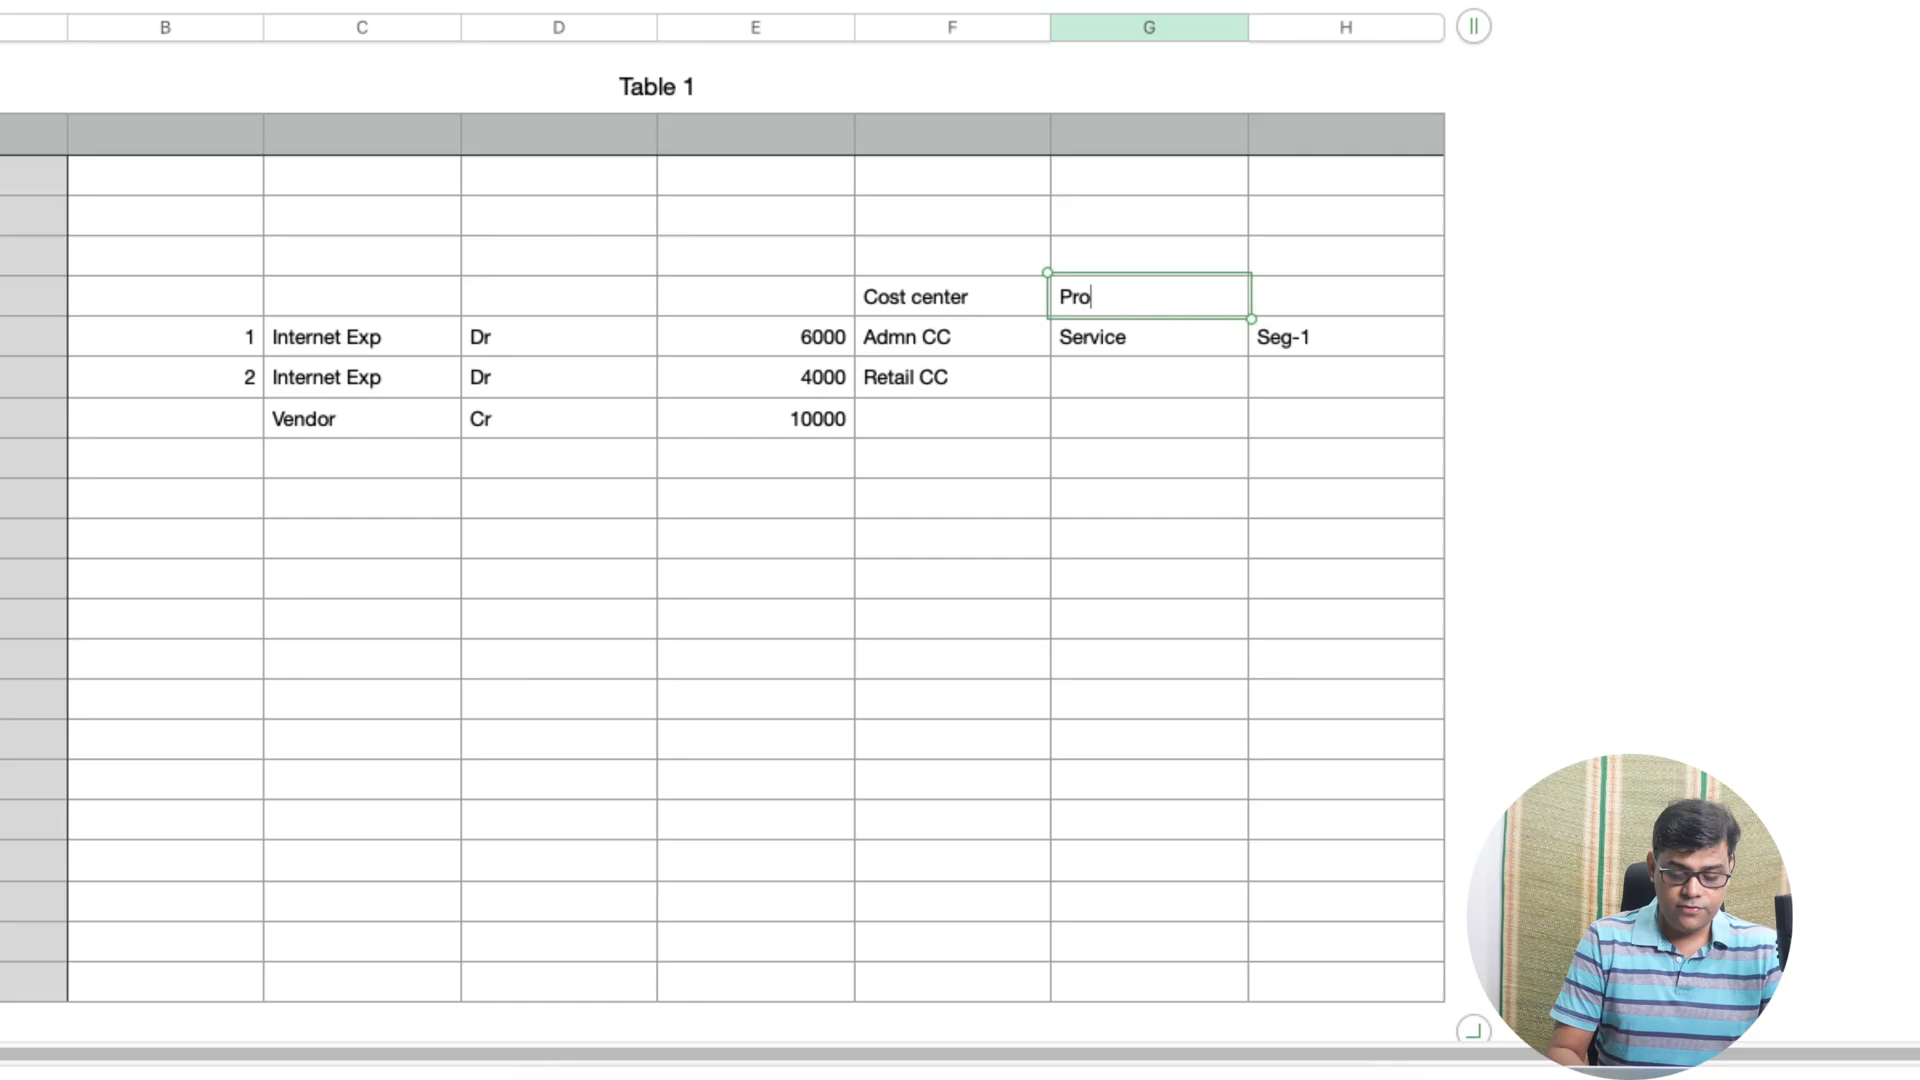 B C D E F G H
Table 1
Cost center Pro
1 Internet Exp Dr 6000 Admn CC Service Seg-1
2 Internet Exp Dr 4000 Retail CC
Vendor Cr 10000